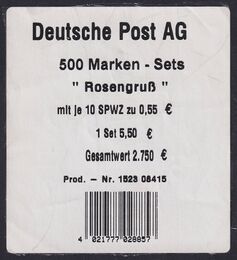 Deutsche Post AG
500 Marken - Sets
" Rosengruß "
mit je 10 SPWZ zu 0,55 €
1 Set 5,50 €
Gesamtwert 2.750 €
Prod. - Nr. 1523 08415
4 021777 028857